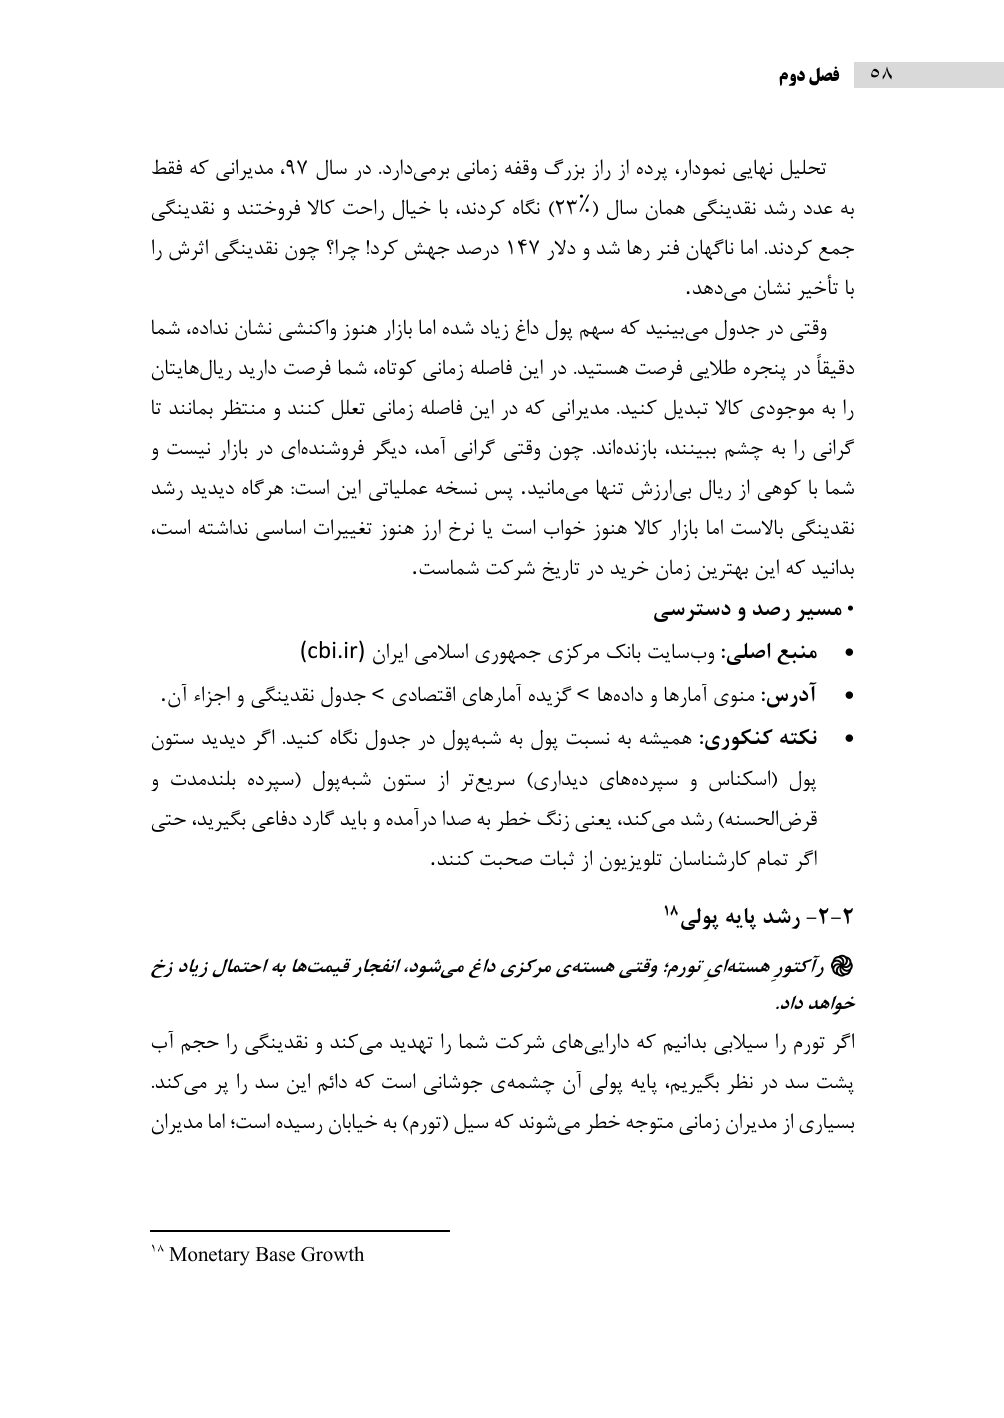 ۵۸ فصل دوم
تحلیل نهایی نمودار، پرده از راز بزرگ وقفه زمانی برمی‌دارد. در سال ۹۷، مدیرانی که فقط
به عدد رشد نقدینگی همان سال (۲۳٪) نگاه کردند، با خیال راحت کالا فروختند و نقدینگی
جمع کردند. اما ناگهان فنر رها شد و دلار ۱۴۷ درصد جهش کرد! چرا؟ چون نقدینگی اثرش را
با تأخیر نشان می‌دهد.
وقتی در جدول می‌بینید که سهم پول داغ زیاد شده اما بازار هنوز واکنشی نشان نداده، شما
دقیقاً در پنجره طلایی فرصت هستید. در این فاصله زمانی کوتاه، شما فرصت دارید ریال‌هایتان
را به موجودی کالا تبدیل کنید. مدیرانی که در این فاصله زمانی تعلل کنند و منتظر بمانند تا
گرانی را به چشم ببینند، بازنده‌اند. چون وقتی گرانی آمد، دیگر فروشنده‌ای در بازار نیست و
شما با کوهی از ریال بی‌ارزش تنها می‌مانید. پس نسخه عملیاتی این است: هرگاه دیدید رشد
نقدینگی بالاست اما بازار کالا هنوز خواب است یا نرخ ارز هنوز تغییرات اساسی نداشته است،
بدانید که این بهترین زمان خرید در تاریخ شرکت شماست.
• مسیر رصد و دسترسی
• منبع اصلی: وب‌سایت بانک مرکزی جمهوری اسلامی ایران (cbi.ir)
• آدرس: منوی آمارها و داده‌ها > گزیده آمارهای اقتصادی > جدول نقدینگی و اجزاء آن.
• نکته کنکوری: همیشه به نسبت پول به شبه‌پول در جدول نگاه کنید. اگر دیدید ستون
پول (اسکناس و سپرده‌های دیداری) سریع‌تر از ستون شبه‌پول (سپرده بلندمدت و
قرض‌الحسنه) رشد می‌کند، یعنی زنگ خطر به صدا درآمده و باید گارد دفاعی بگیرید، حتی
اگر تمام کارشناسان تلویزیون از ثبات صحبت کنند.
۲-۲- رشد پایه پولی۱۸
رآکتورِ هسته‌ایِ تورم؛ وقتی هسته‌ی مرکزی داغ می‌شود، انفجار قیمت‌ها به احتمال زیاد زخ
خواهد داد.
اگر تورم را سیلابی بدانیم که دارایی‌های شرکت شما را تهدید می‌کند و نقدینگی را حجم آب
پشت سد در نظر بگیریم، پایه پولی آن چشمه‌ی جوشانی است که دائم این سد را پر می‌کند.
بسیاری از مدیران زمانی متوجه خطر می‌شوند که سیل (تورم) به خیابان رسیده است؛ اما مدیران
۱۸ Monetary Base Growth